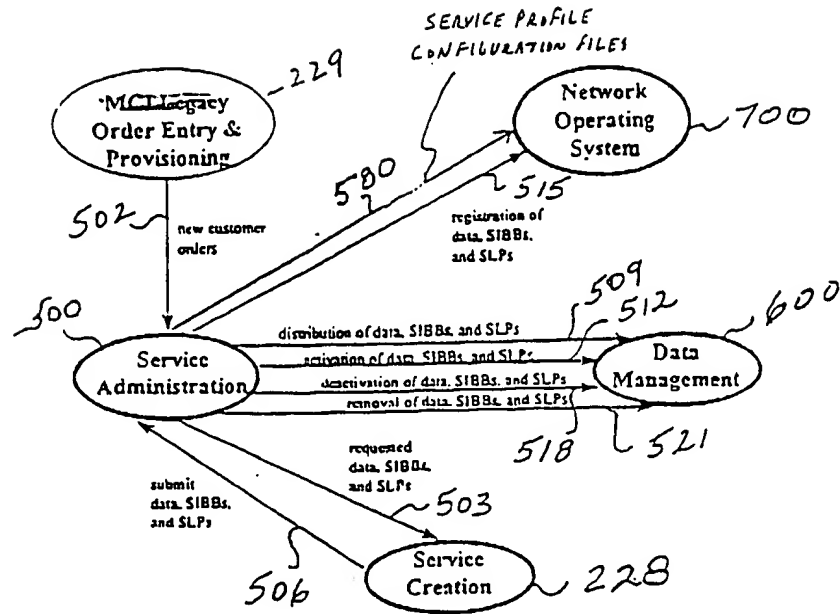 SERVICE PROFILE
CONFIGURATION FILES
229
MCI Legacy
Order Entry &
Provisioning
Network
Operating
System
700
580
515
502
new customer
orders
registration of
data, SIBBs,
and SLPs
509
512
600
500
distribution of data, SIBBs, and SLPs
Service
Administration
activation of data, SIBBs, and SLPs
Data
Management
deactivation of data, SIBBs, and SLPs
removal of data, SIBBs, and SLPs
518
521
requested
data, SIBBs,
and SLPs
submit
data, SIBBs,
and SLPs
503
506
Service
Creation
228